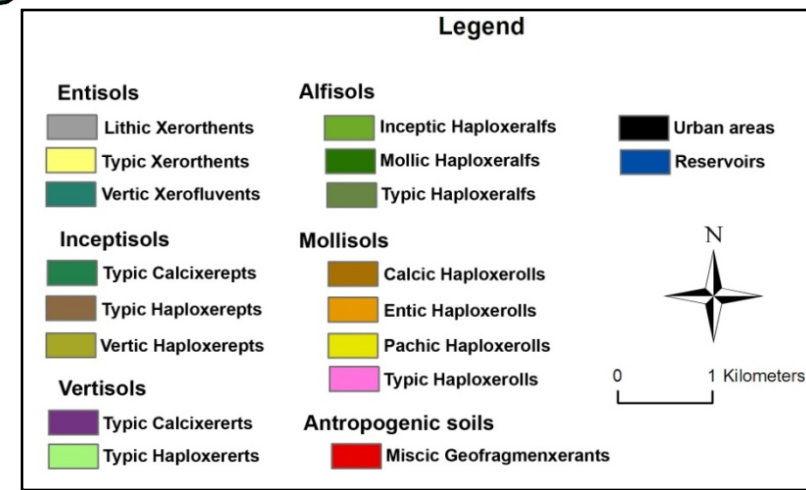 Legend
Entisols
Lithic Xerorthents
Typic Xerorthents
Vertic Xerofluvents
Inceptisols
Typic Calcixerepts
Typic Haploxerepts
Vertic Haploxerepts
Vertisols
Typic Calcixererts
Typic Haploxererts
Alfisols
Inceptic Haploxeralfs
Mollic Haploxeralfs
Typic Haploxeralfs
Mollisols
Calcic Haploxerolls
Entic Haploxerolls
Pachic Haploxerolls
Typic Haploxerolls
Antropogenic soils
Miscic Geofragmenxerants
Urban areas
Reservoirs
N
0 1 Kilometers